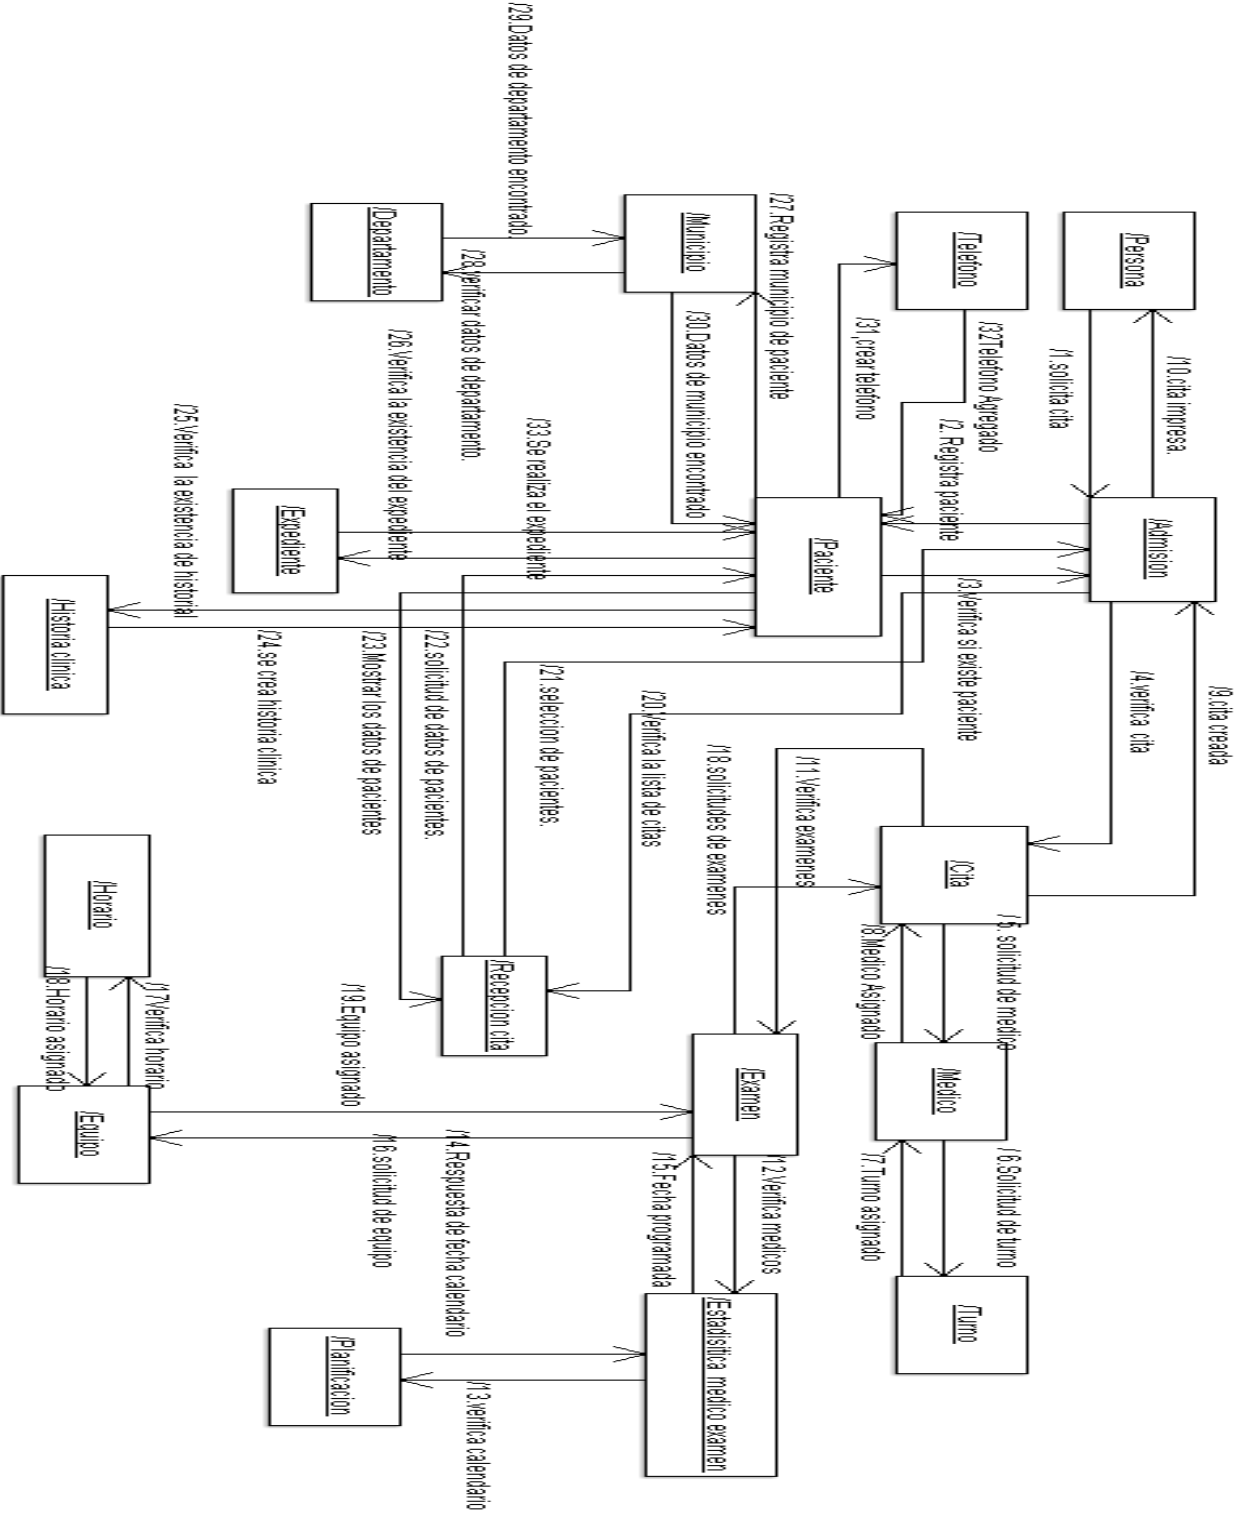 /9.cita creada
/10.cita impresa.
/Persona
/Admision
/4.verifica cita
/1.solicita cita
/Telefono
/32Telefono Agregado
/2. Registra paciente
/3.verifica si existe paciente
/Cita
/5. solicitud de medico
/Medico
/6.Solicitud de turno
/Turno
/31,creartelefono
/8.Medico Asignado
/7.Turno asignado
/Paciente
/11.Verifica examenes
/27.Registra municipio de paciente
/Municipio
/30.Datos de municipio encontrado
/18.solicitudes de examenes
/Examen
/12.Verifica medicos
/Estadisitica medico examen
/20.Verifica la lista de citas
/15.Fecha programada
/29.Datos de departamento encontrado.
/33.Se realiza el expediente
/21.seleccion de pacientes.
/Recepcion cita
/28.verificar datos de departamento.
/13.verifica calendario
/14.Respuesta de fecha calendario
/22.solicitud de datos de pacientes.
/Departamento
/26.Verifica la existencia del expediente
/23.Mostrar los datos de pacientes
/19.Equipo asignado
/16.solicitud de equipo
/Planificacion
/Expediente
/24.se crea historia clinica
/25.Verifica la existencia de historial
/17Verifica horario
/Horario
/Equipo
/Historia clinica
/18.Horario asignado